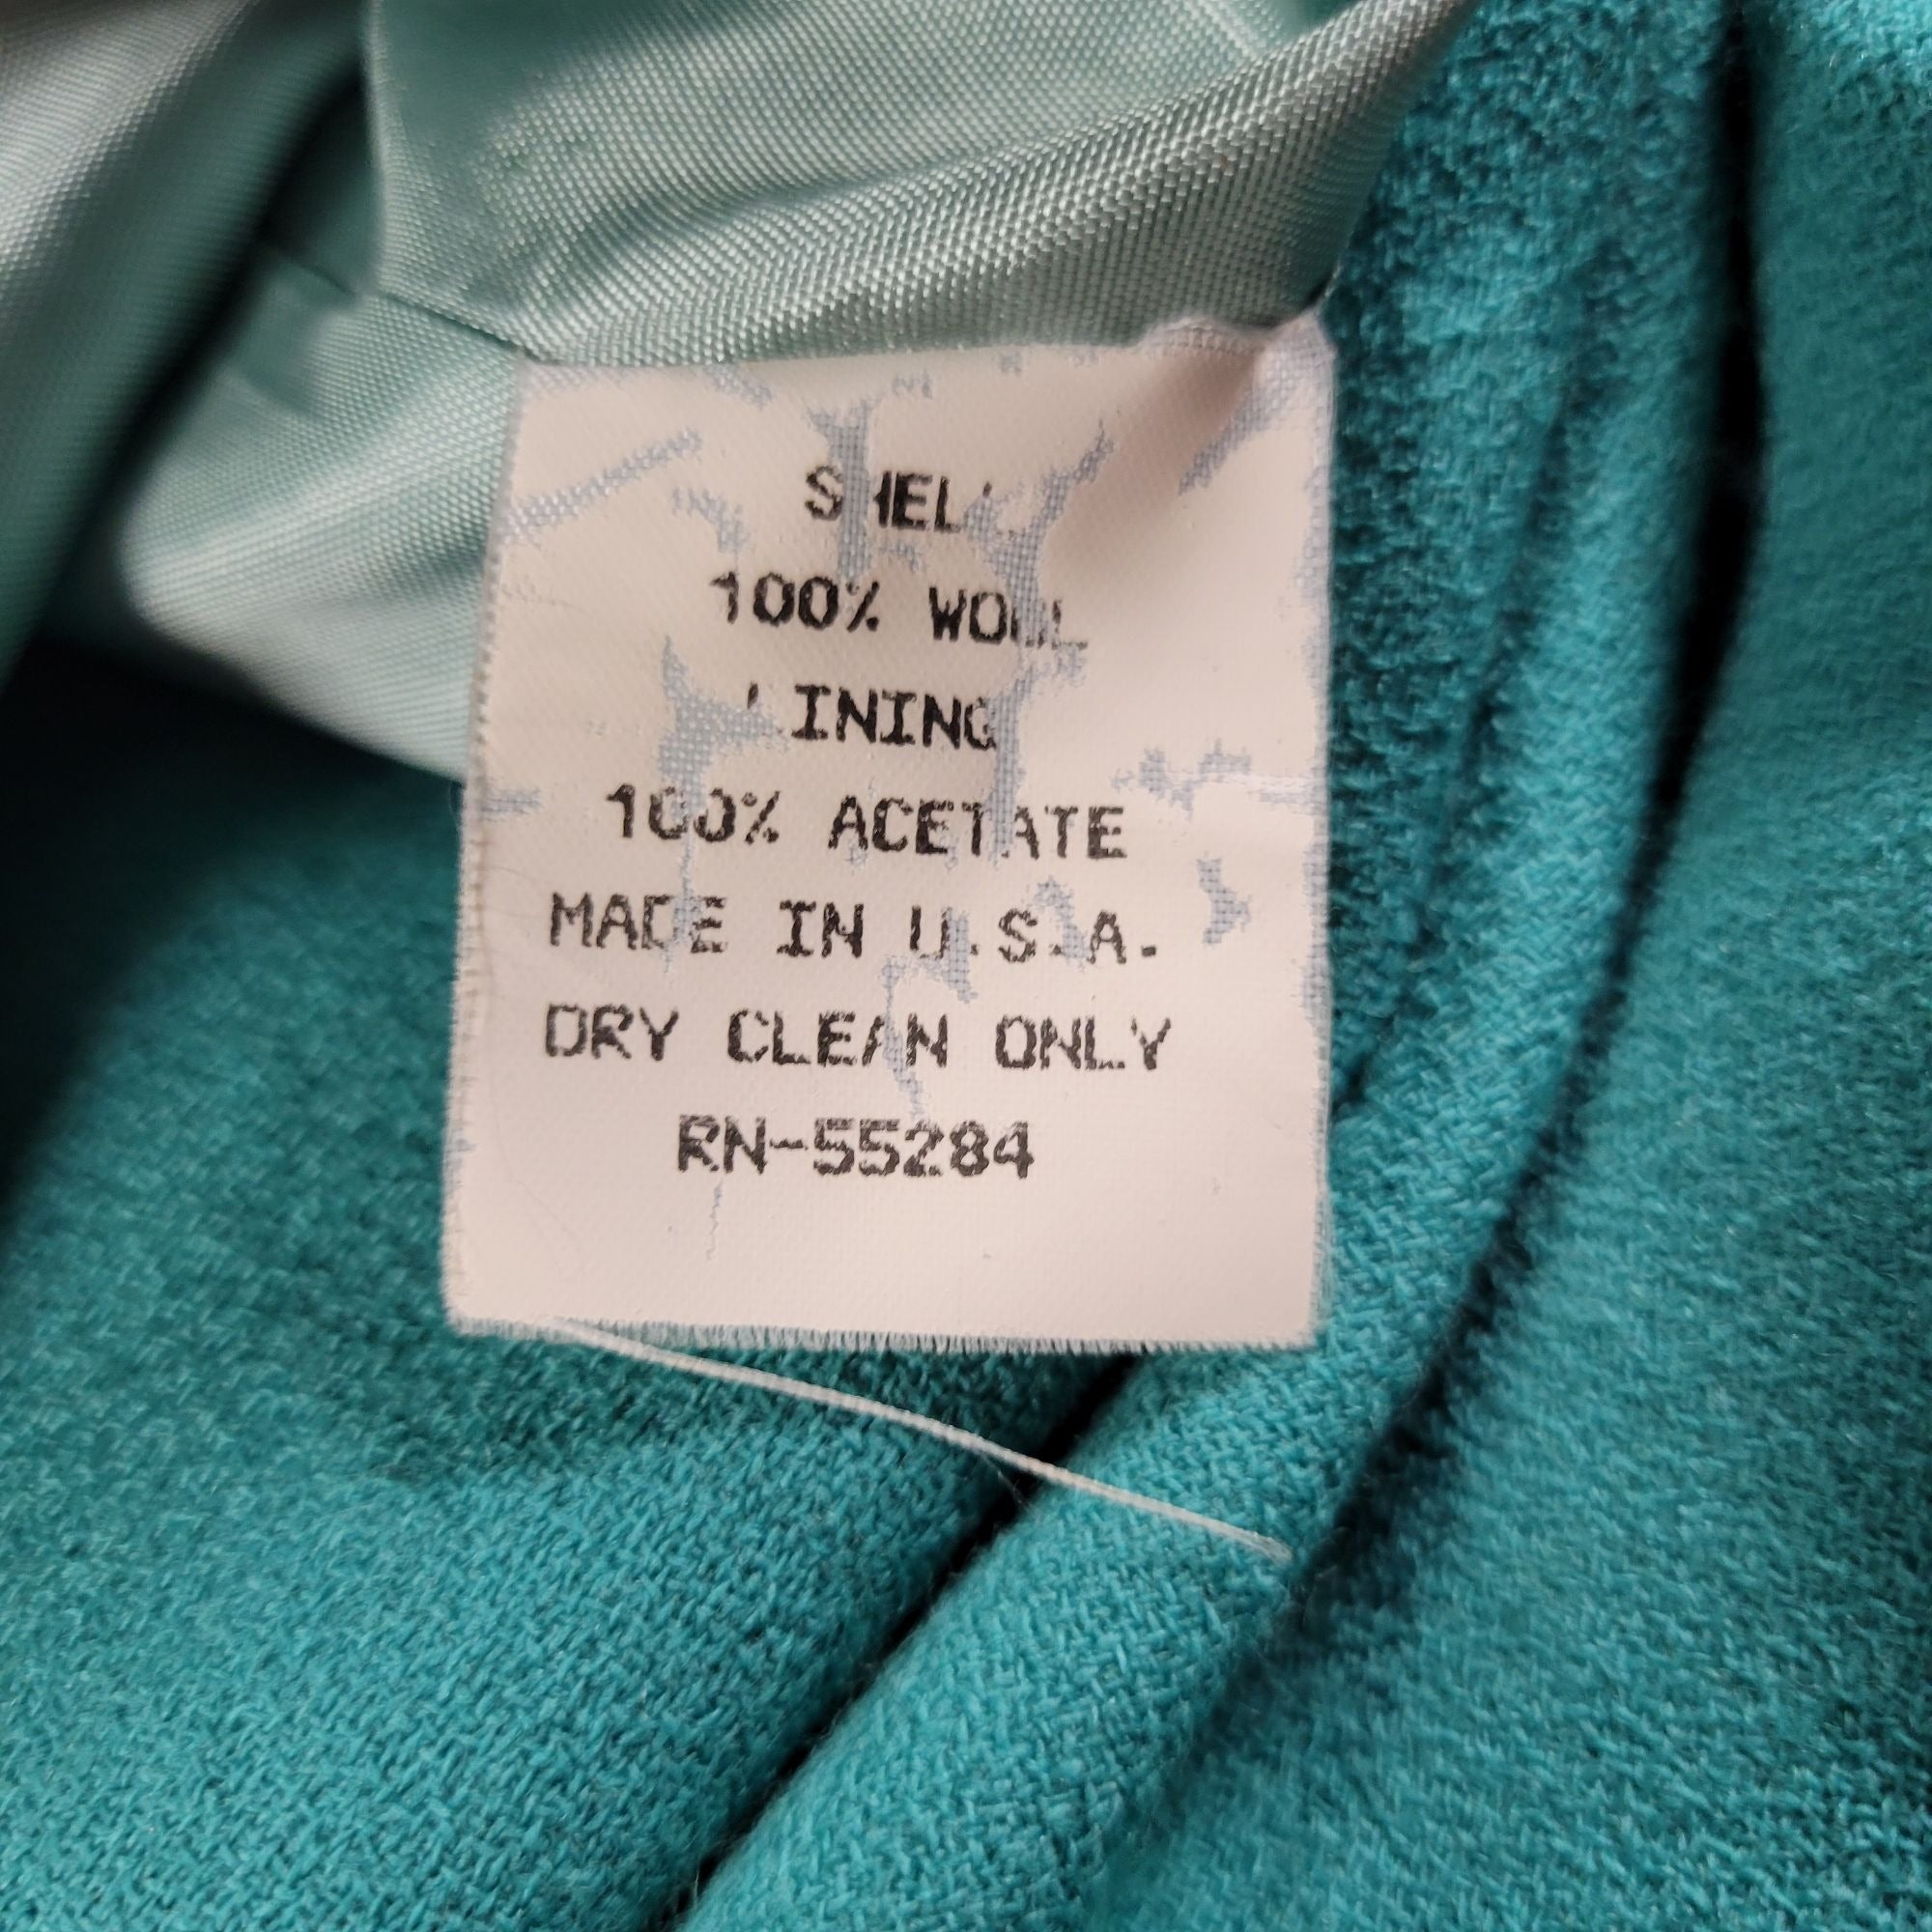 SHELL
100% WOOL
LINING
100% ACETATE
MADE IN U.S.A.
DRY CLEAN ONLY
RN-55284